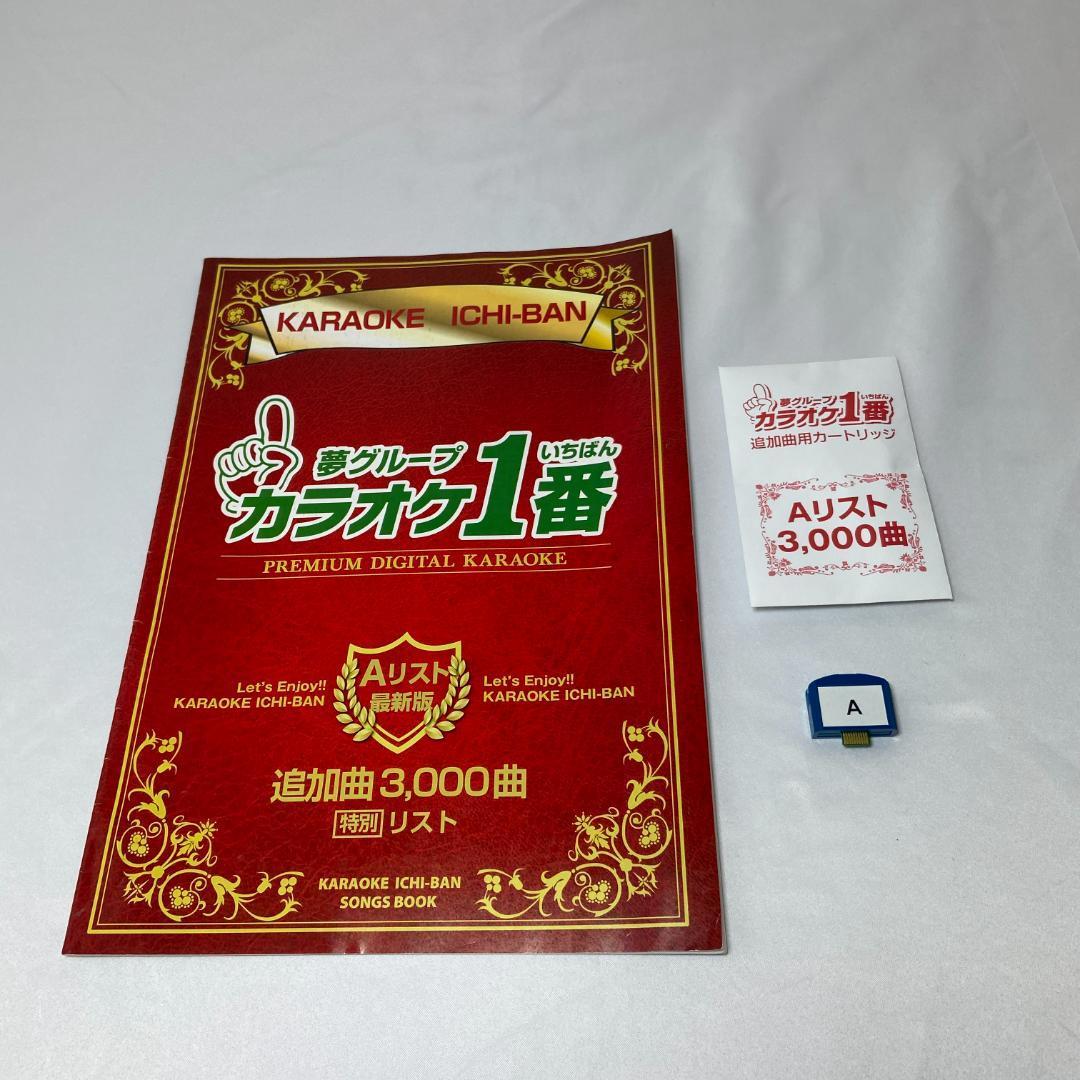 KARAOKE ICHI-BAN
夢グループ いちばん
カラオケ1番
PREMIUM DIGITAL KARAOKE
Let's Enjoy!!
KARAOKE ICHI-BAN
Aリスト
最新版
Let's Enjoy!!
KARAOKE ICHI-BAN
追加曲3,000曲
特別 リスト
KARAOKE ICHI-BAN
SONGS BOOK
夢グループ いちばん
カラオケ1番
追加曲用カートリッジ
Aリスト
3,000曲
A